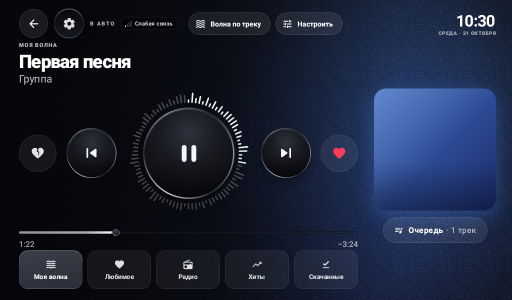 В АВТО
Слабая связь
Волна по треку
Настроить
10:30
СРЕДА · 21 ОКТЯБРЯ
МОЯ ВОЛНА
Первая песня
Группа
Очередь · 1 трек
1:22
−3:24
Моя волна
Любимое
Радио
Хиты
Скачанные